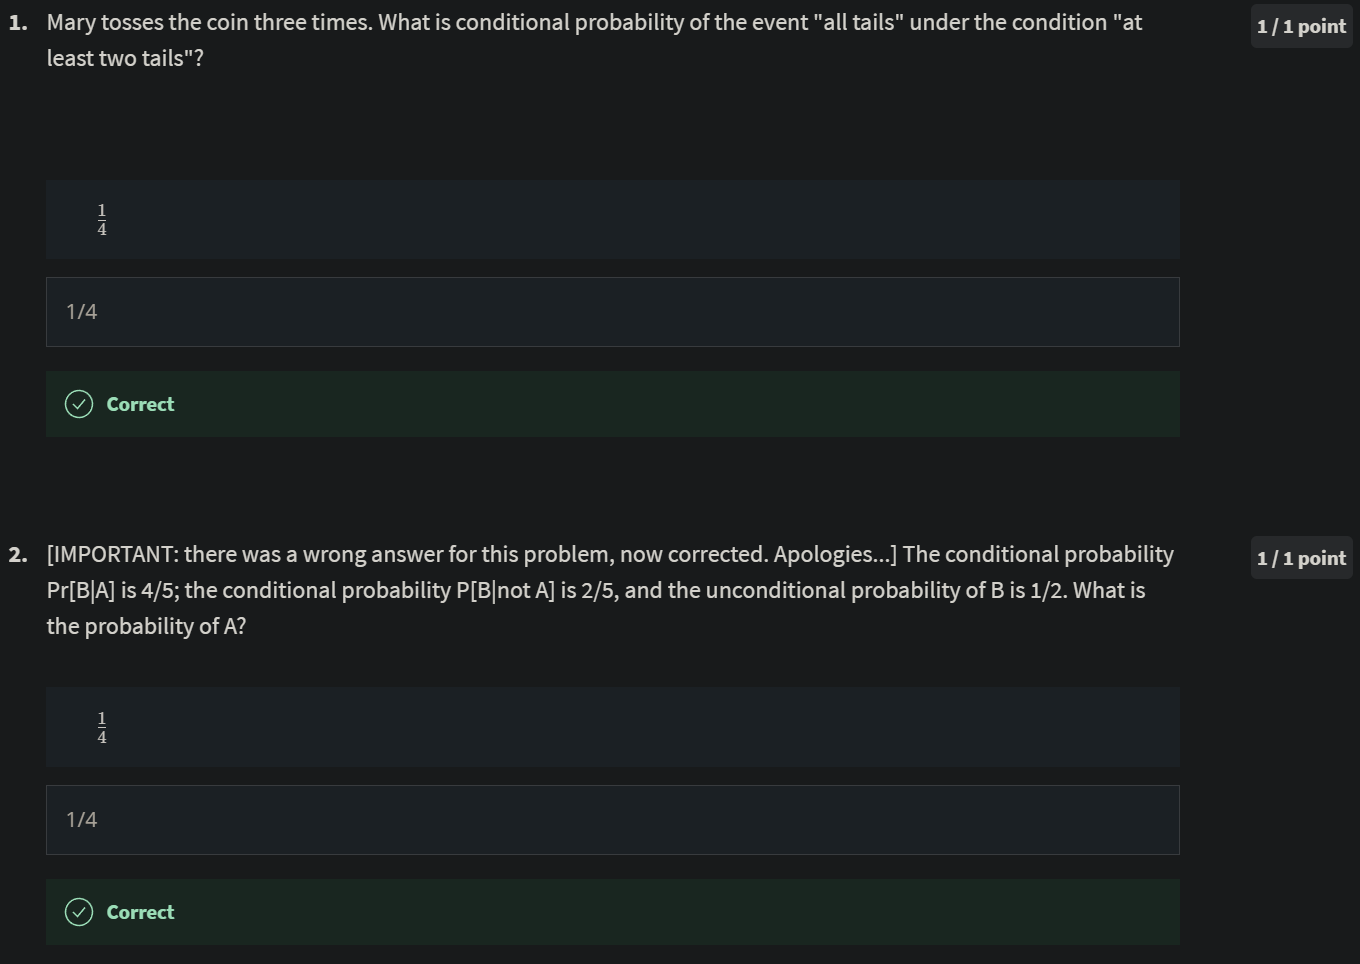 1. Mary tosses the coin three times. What is conditional probability of the event "all tails" under the condition "at
least two tails"?
1 / 1 point
1
4
1/4
Correct
2. [IMPORTANT: there was a wrong answer for this problem, now corrected. Apologies...] The conditional probability
Pr[B|A] is 4/5; the conditional probability P[B|not A] is 2/5, and the unconditional probability of B is 1/2. What is
the probability of A?
1 / 1 point
1
4
1/4
Correct